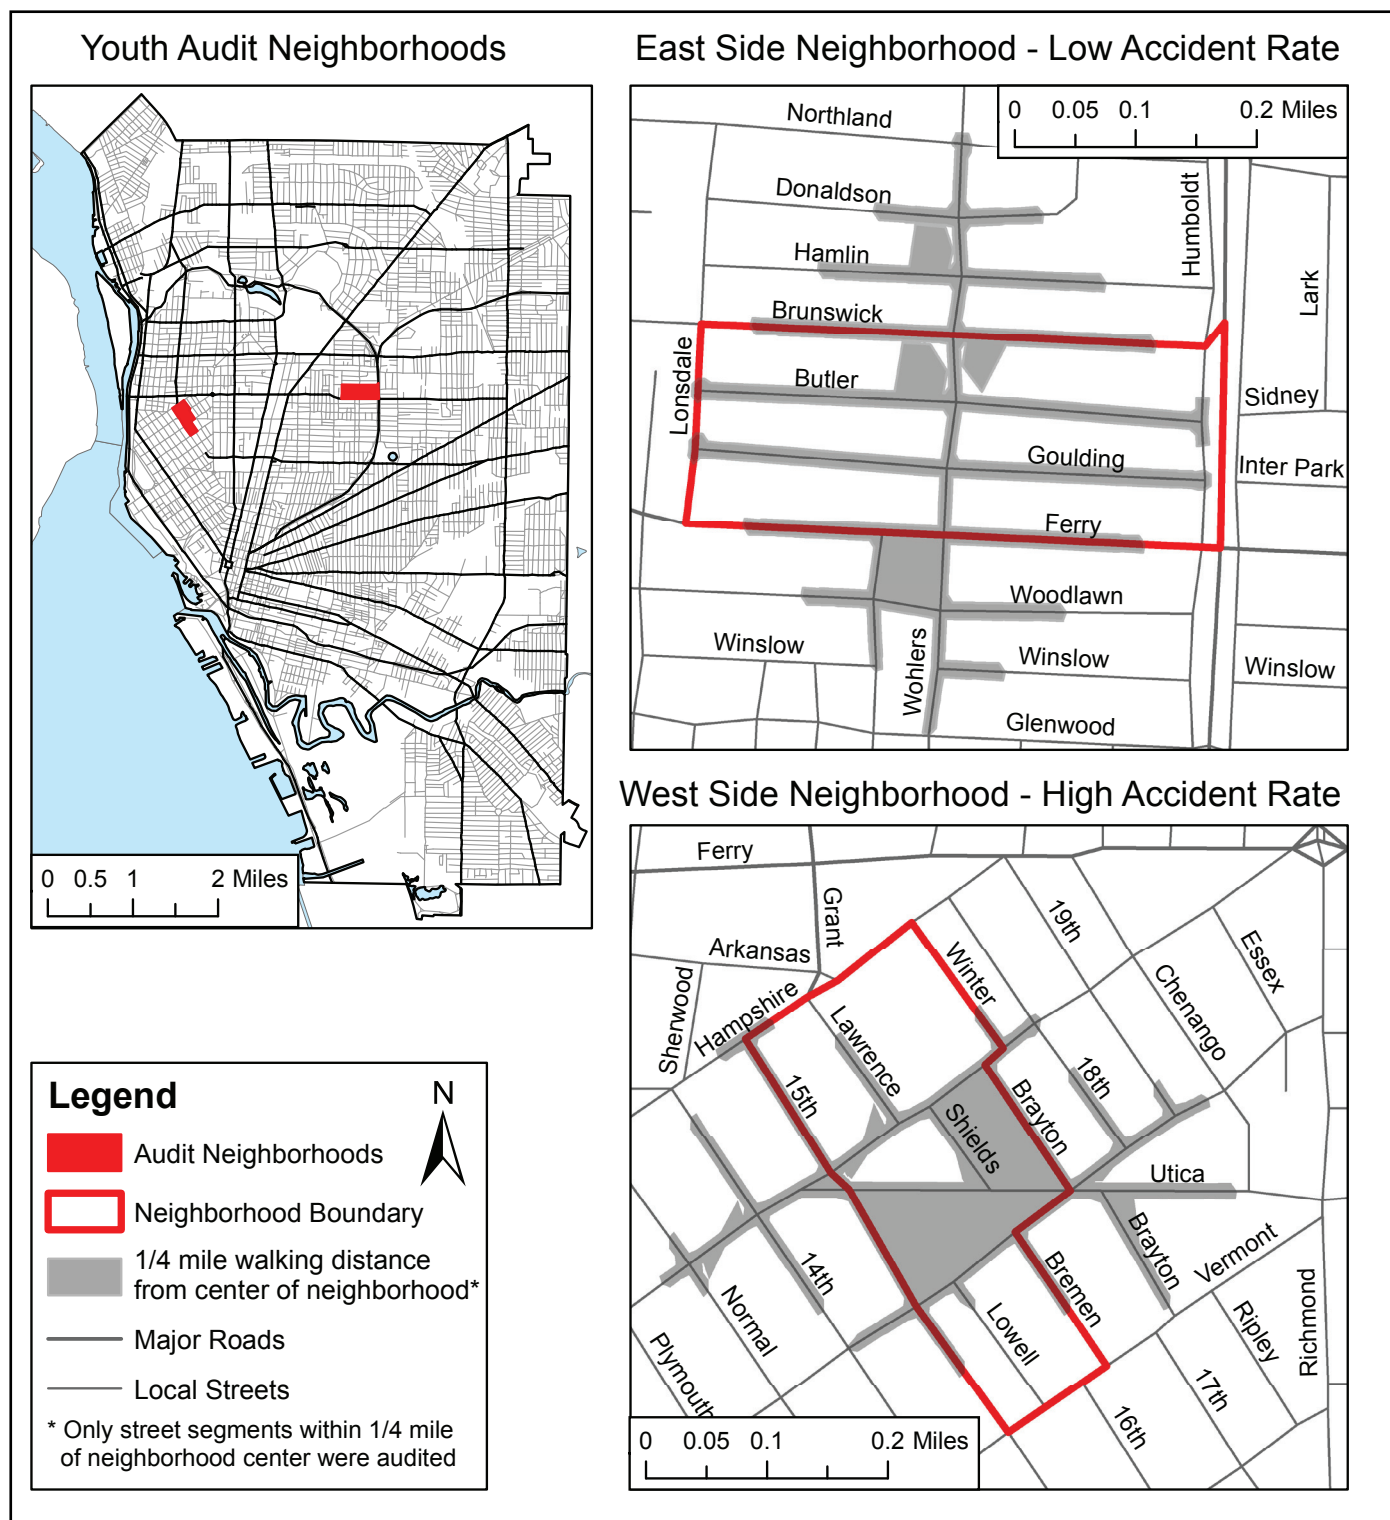 Youth Audit Neighborhoods
0 0.5 1 2 Miles
Legend
N
Audit Neighborhoods
Neighborhood Boundary
1/4 mile walking distance
from center of neighborhood*
Major Roads
Local Streets
* Only street segments within 1/4 mile
of neighborhood center were audited
East Side Neighborhood - Low Accident Rate
0 0.05 0.1 0.2 Miles
Northland
Donaldson
Humboldt
Hamlin
Lark
Brunswick
Lonsdale
Butler
Sidney
Goulding
Inter Park
Ferry
Woodlawn
Wohlers
Winslow
Winslow
Winslow
Glenwood
West Side Neighborhood - High Accident Rate
Ferry
Grant
19th
Essex
Arkansas
Winter
Sherwood
Hampshire
Chenango
Lawrence
15th
18th
Brayton
Shields
Utica
Brayton
Vermont
14th
Bremen
Normal
Lowell
Ripley
Richmond
Plymouth
17th
16th
0 0.05 0.1 0.2 Miles